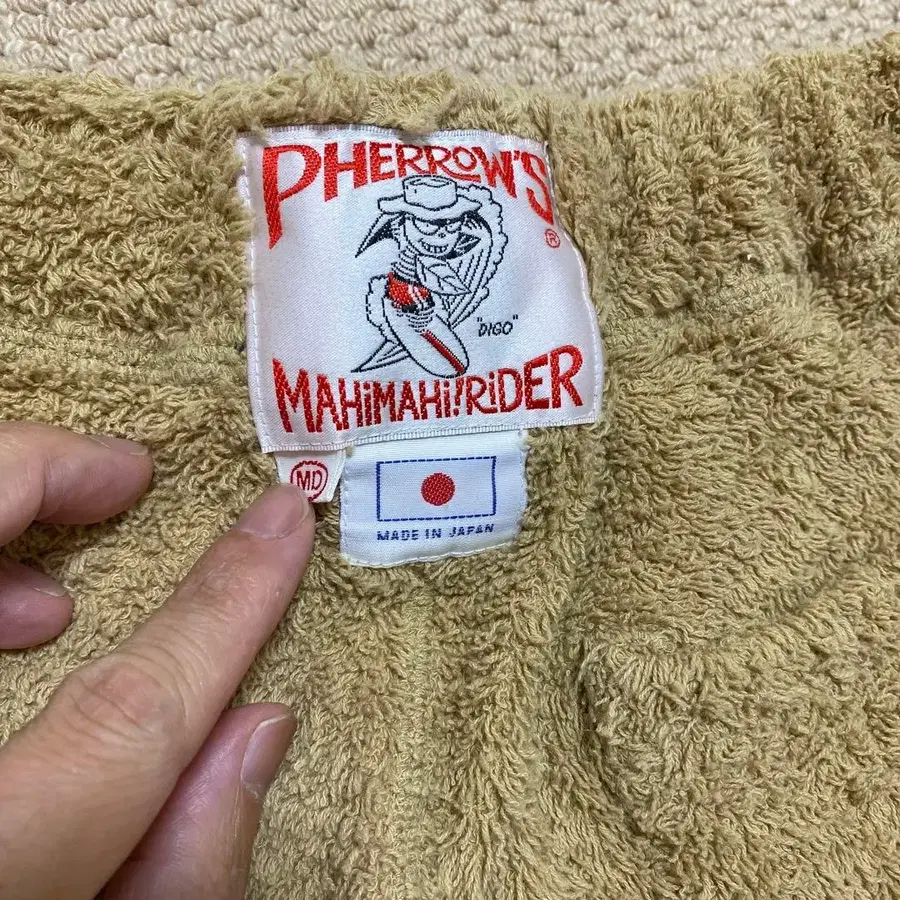 PHERROW'S
®
"DIGO"
MAHiMAHi!RiDER
MD
MADE IN JAPAN